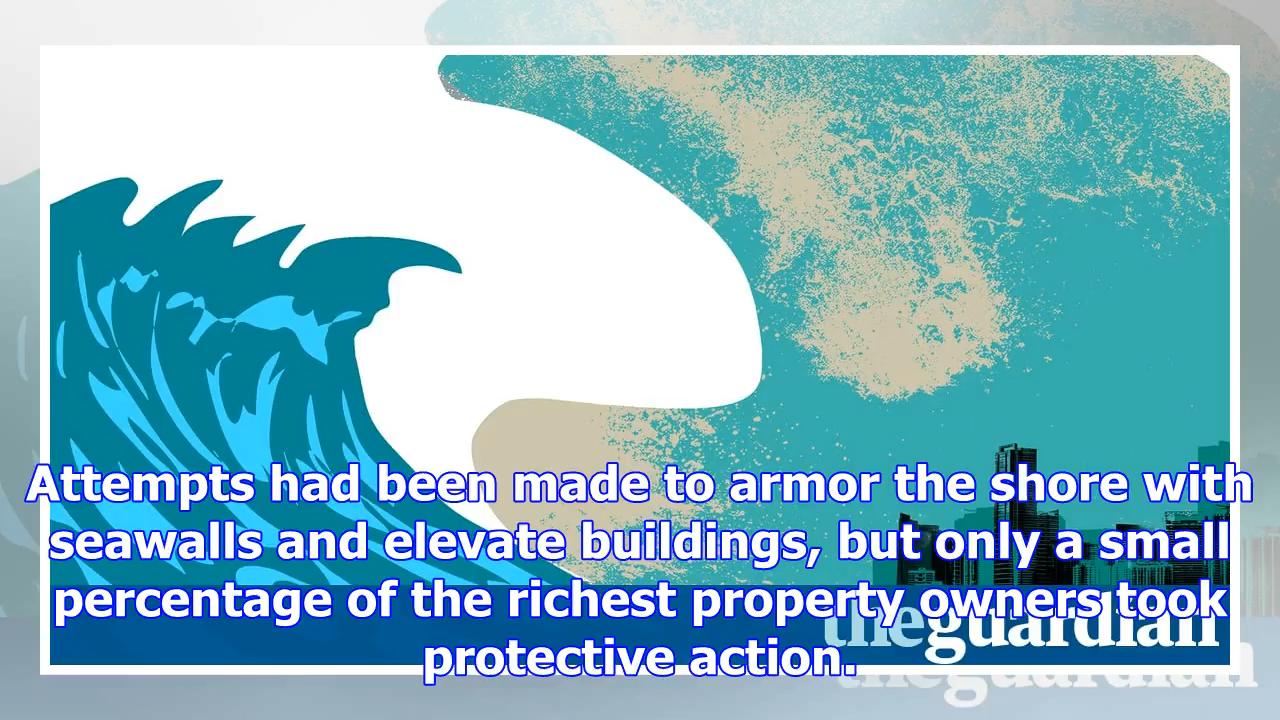 Attempts had been made to armor the shore with
seawalls and elevate buildings, but only a small
percentage of the richest property owners took
protective action.
theguardian
theguardian